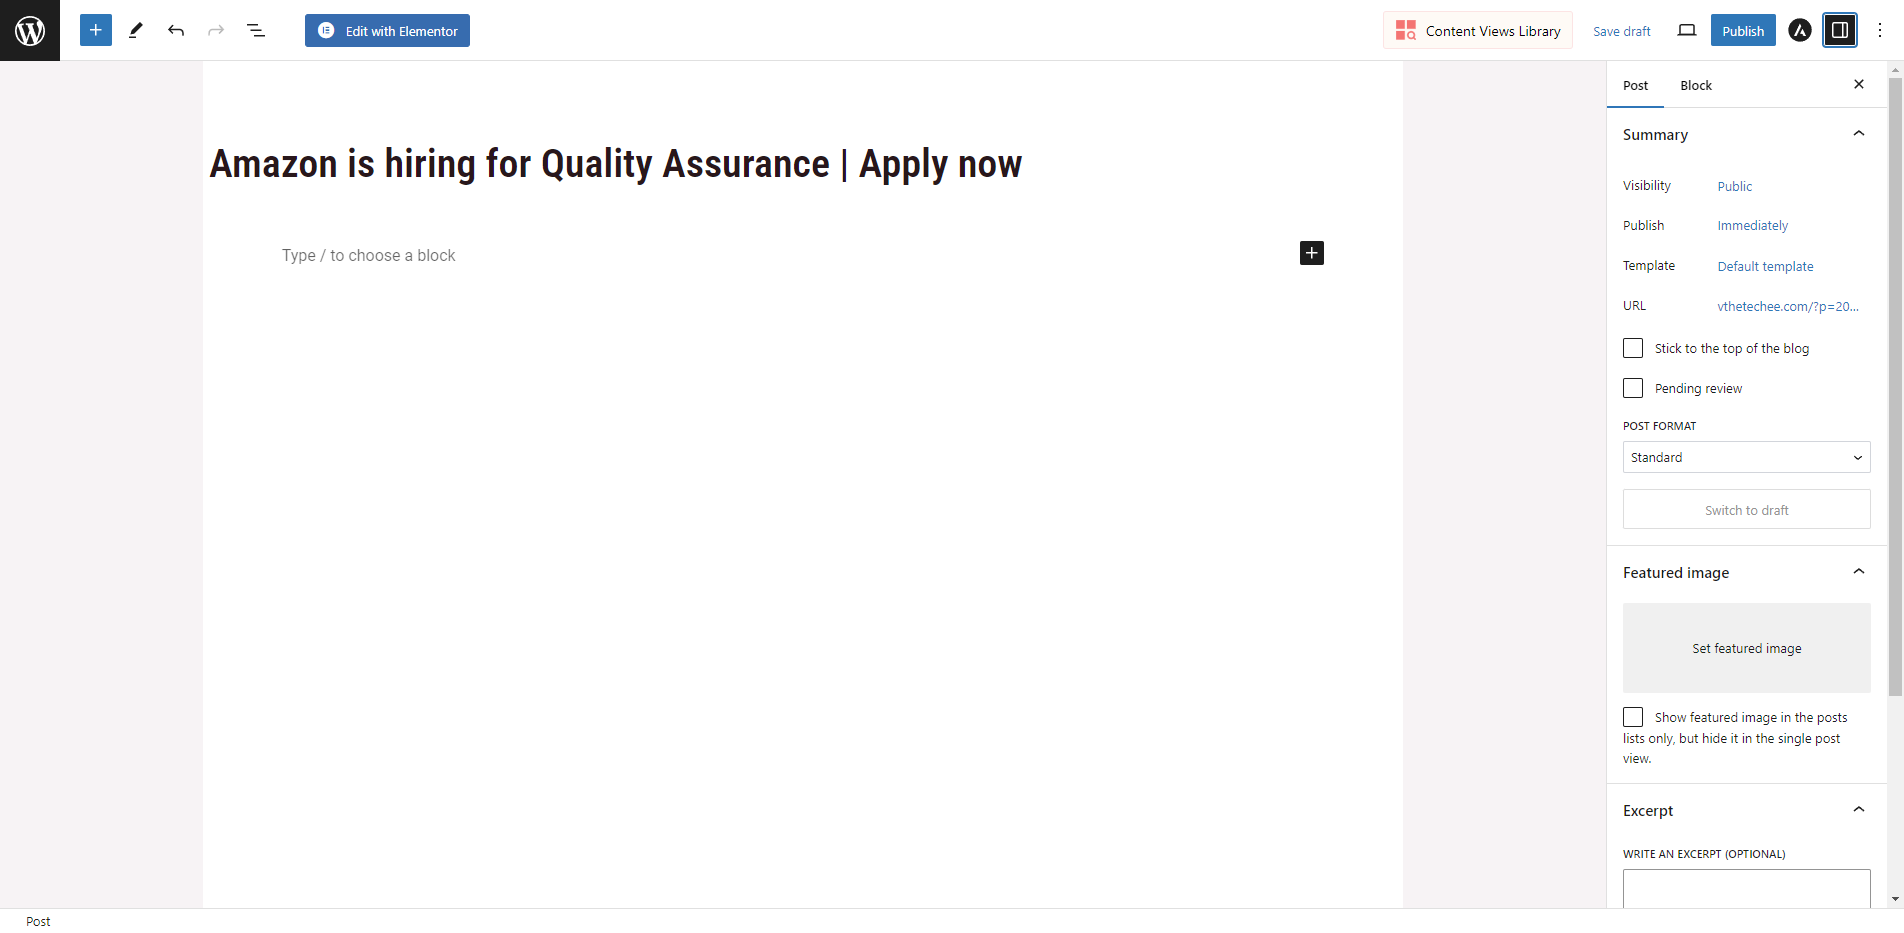 Edit with Elementor
Content Views Library
Save draft
Publish
Post
Block
Summary
Amazon is hiring for Quality Assurance | Apply now
Visibility
Public
Publish
Immediately
Type / to choose a block
Template
Default template
URL
vthetechee.com/?p=20...
Stick to the top of the blog
Pending review
POST FORMAT
Standard
Switch to draft
Featured image
Set featured image
Show featured image in the posts
lists only, but hide it in the single post
view.
Excerpt
WRITE AN EXCERPT (OPTIONAL)
Post